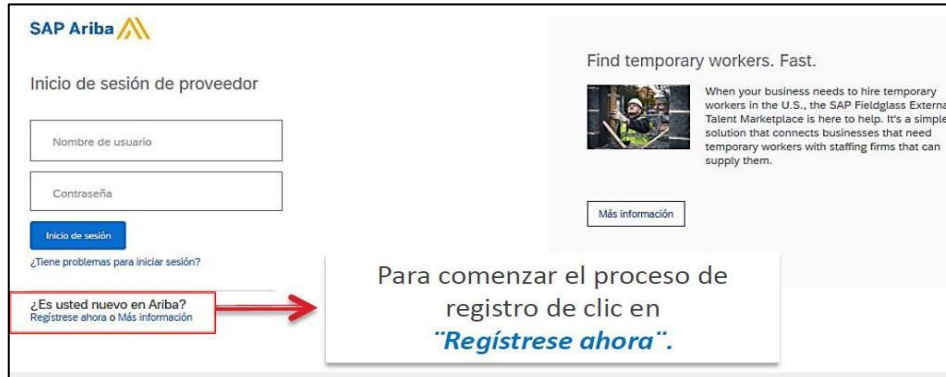 SAP Ariba
Inicio de sesión de proveedor
Nombre de usuario
Contraseña
Inicio de sesión
¿Tiene problemas para iniciar sesión?
¿Es usted nuevo en Ariba?
Regístrese ahora o Más información
Find temporary workers. Fast.
When your business needs to hire temporary
workers in the U.S., the SAP Fieldglass Externa
Talent Marketplace is here to help. It's a simple
solution that connects businesses that need
temporary workers with staffing firms that can
supply them.
Más información
Para comenzar el proceso de
registro de clic en
¨Regístrese ahora¨.